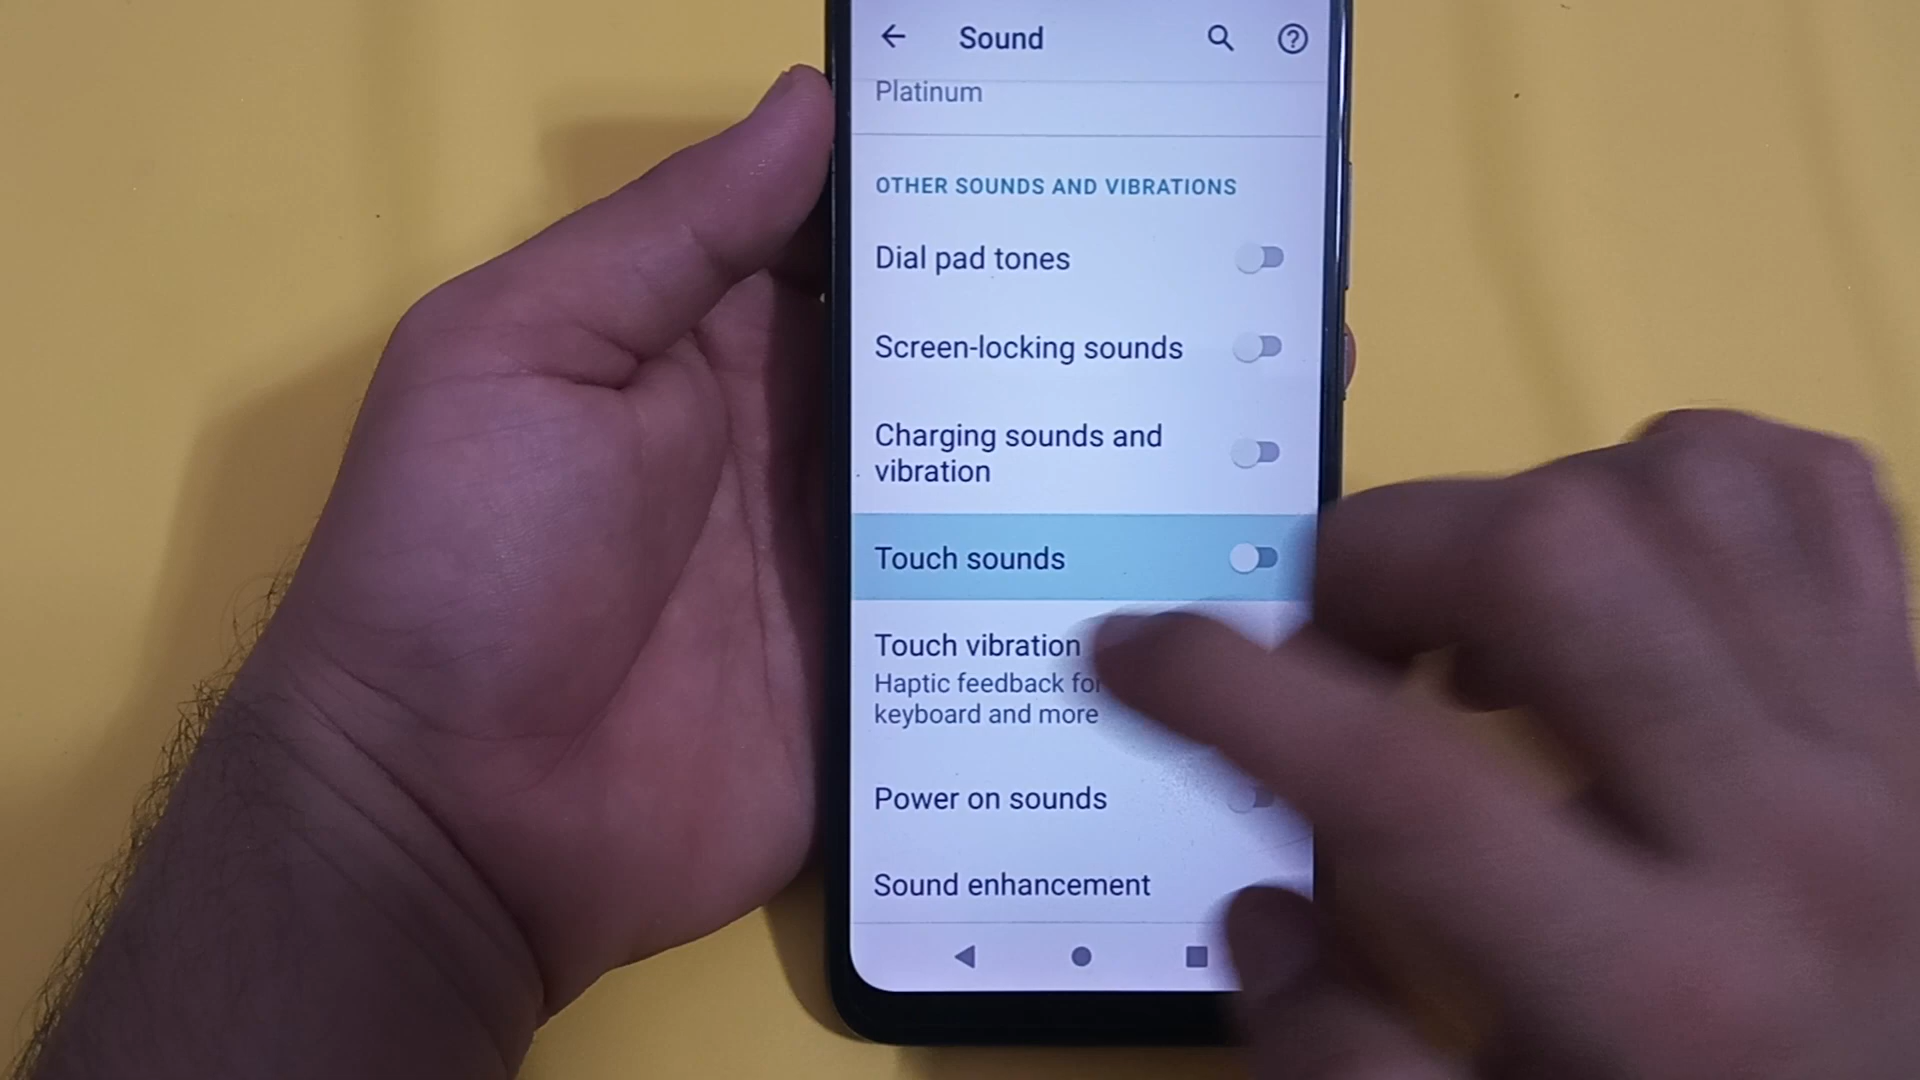 Sound
Platinum
OTHER SOUNDS AND VIBRATIONS
Dial pad tones
Screen-locking sounds
Charging sounds and
vibration
Touch sounds
Touch vibration
Haptic feedback for
keyboard and more
Power on sounds
Sound enhancement